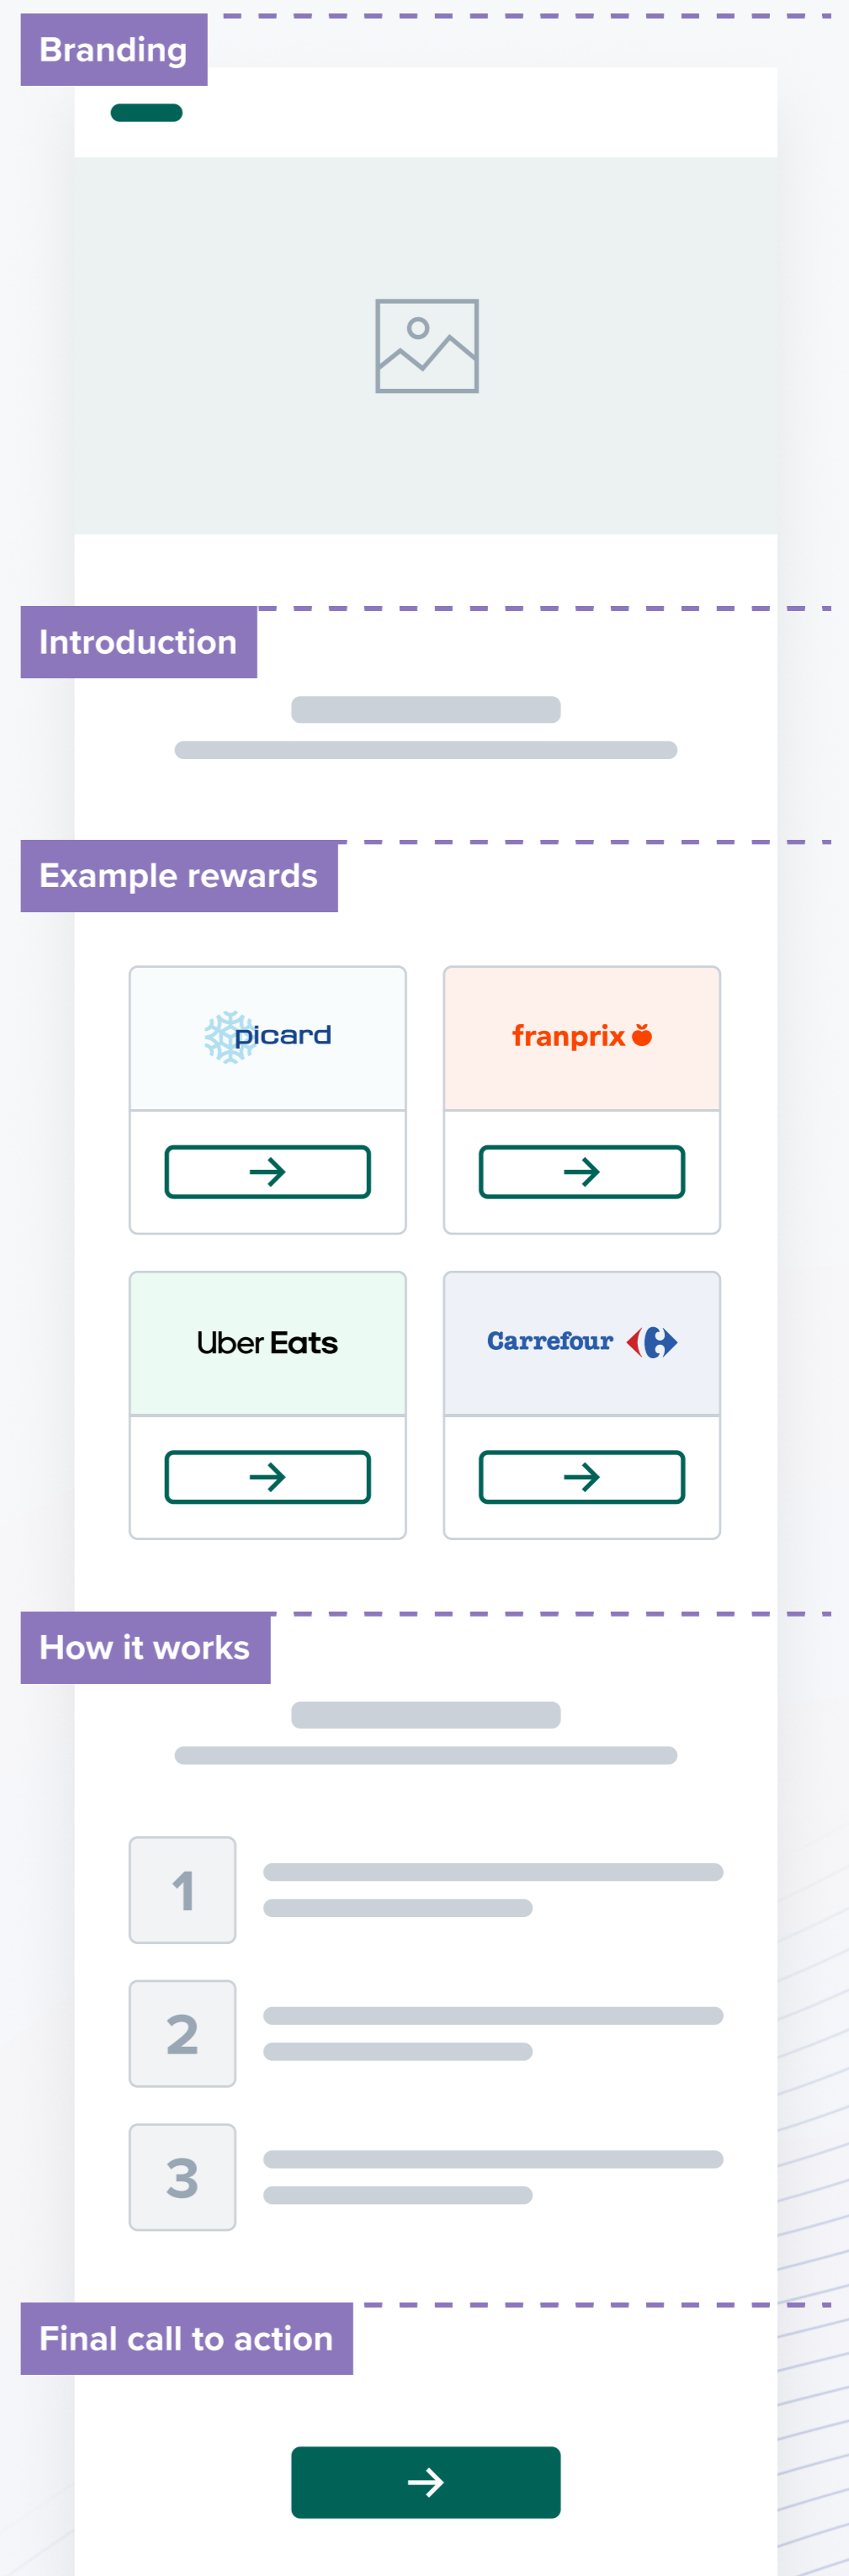 Branding
Introduction
Example rewards
picard
franprix
Uber Eats
Carrefour
How it works
1
2
3
Final call to action